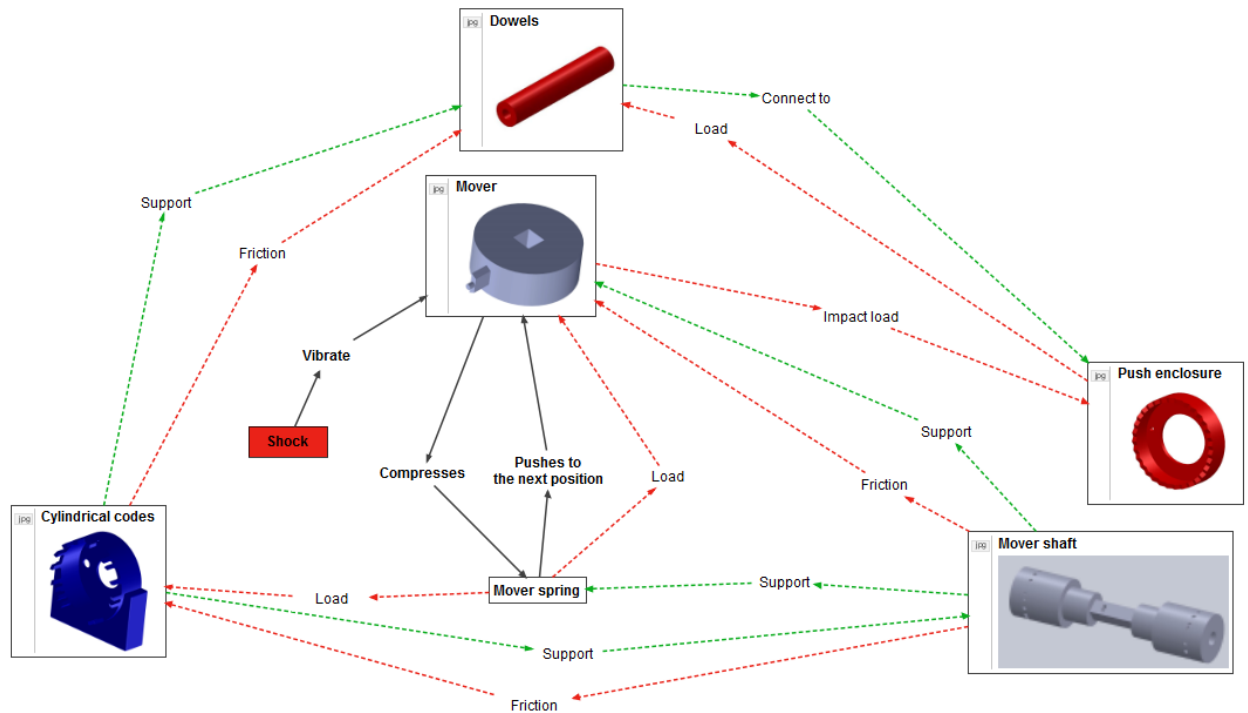 jpg Dowels
Connect to
Load
jpg Mover
Support
Friction
Impact load
Vibrate
jpg Push enclosure
Shock
Support
Compresses
Pushes to
the next position
Load
Friction
jpg Cylindrical codes
jpg Mover shaft
Mover spring
Support
Load
Support
Friction